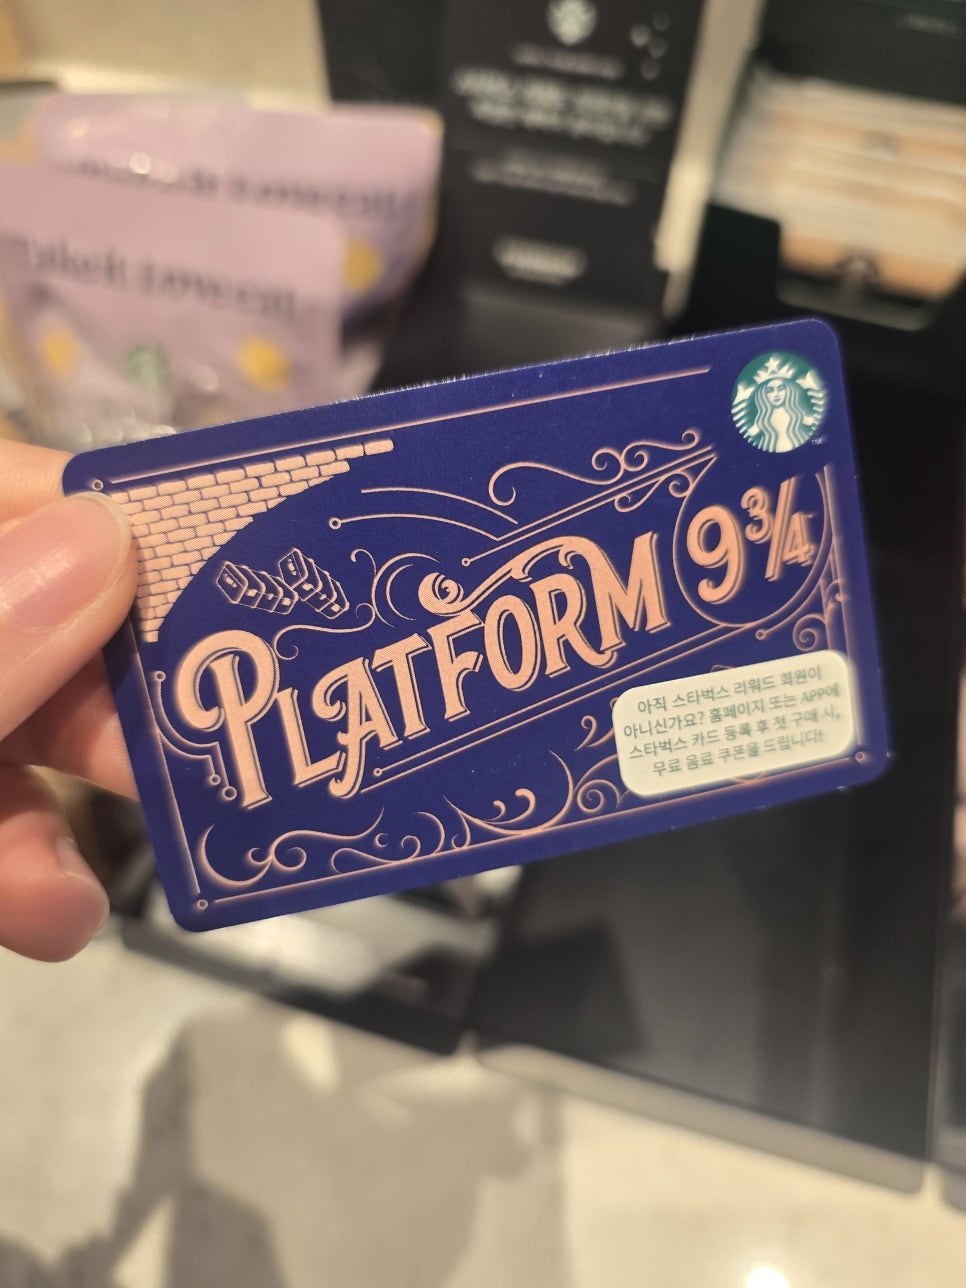 PLATFORM 9¾
아직 스타벅스 리워드 회원이
아니신가요? 홈페이지 또는 APP에
스타벅스 카드 등록 후 첫 구매 시,
무료 음료 쿠폰을 드립니다!